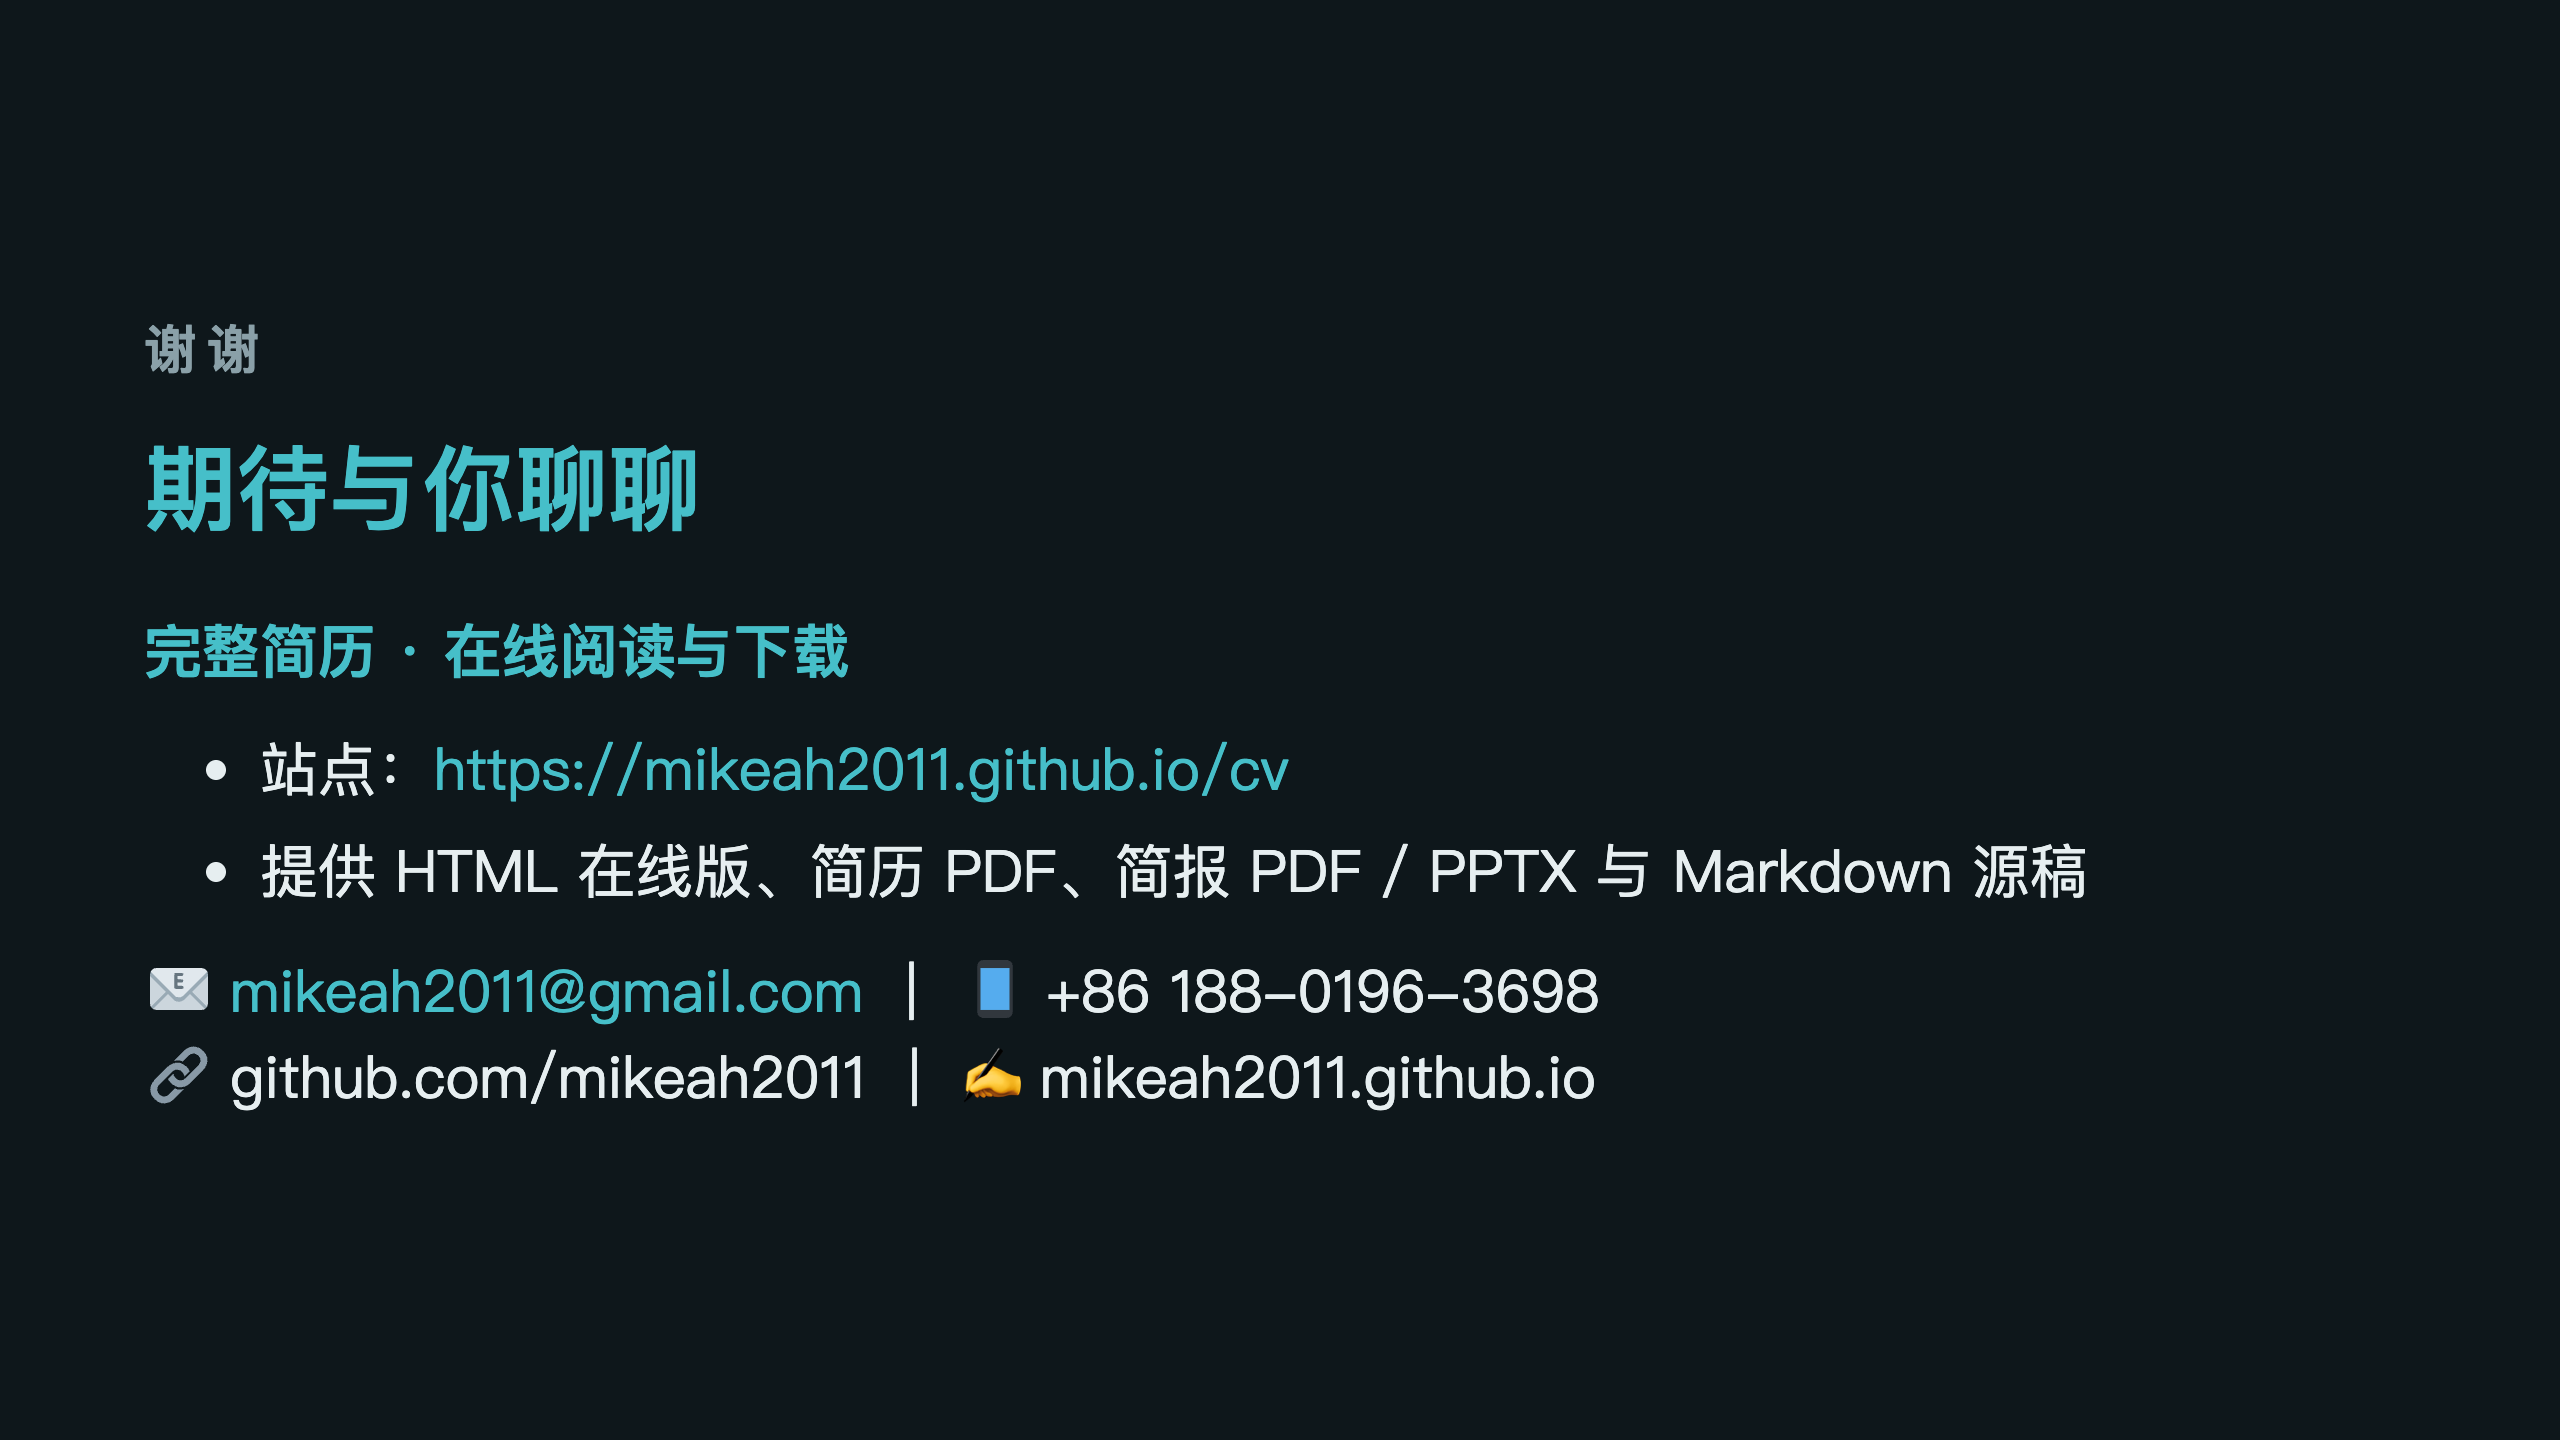 谢谢
期待与你聊聊
完整简历 · 在线阅读与下载
• 站点：https://mikeah2011.github.io/cv
• 提供 HTML 在线版、简历 PDF、简报 PDF / PPTX 与 Markdown 源稿
📧 mikeah2011@gmail.com | 📱 +86 188-0196-3698
🔗 github.com/mikeah2011 | ✍️ mikeah2011.github.io